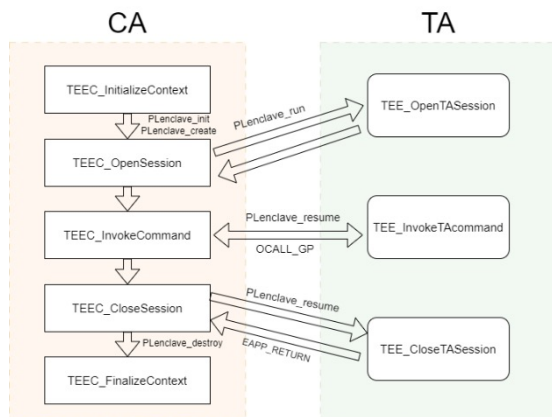 CA
TA
TEEC_InitializeContext
PLenclave_init
PLenclave_create
PLenclave_run
TEE_OpenTASession
TEEC_OpenSession
PLenclave_resume
TEEC_InvokeCommand
TEE_InvokeTAcommand
OCALL_GP
TEEC_CloseSession
PLenclave_resume
PLenclave_destroy
EAPP_RETURN
TEE_CloseTASession
TEEC_FinalizeContext